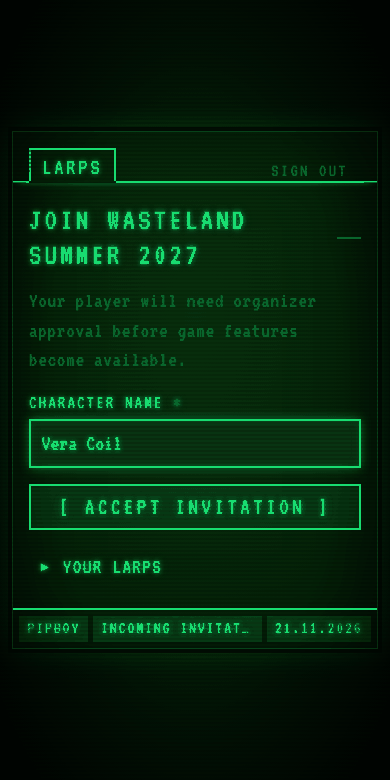 LARPS
SIGN OUT
JOIN WASTELAND
SUMMER 2027
Your player will need organizer
approval before game features
become available.
CHARACTER NAME *
Vera Coil
[ ACCEPT INVITATION ]
▶ YOUR LARPS
PIPBOY INCOMING INVITAT… 21.11.2026